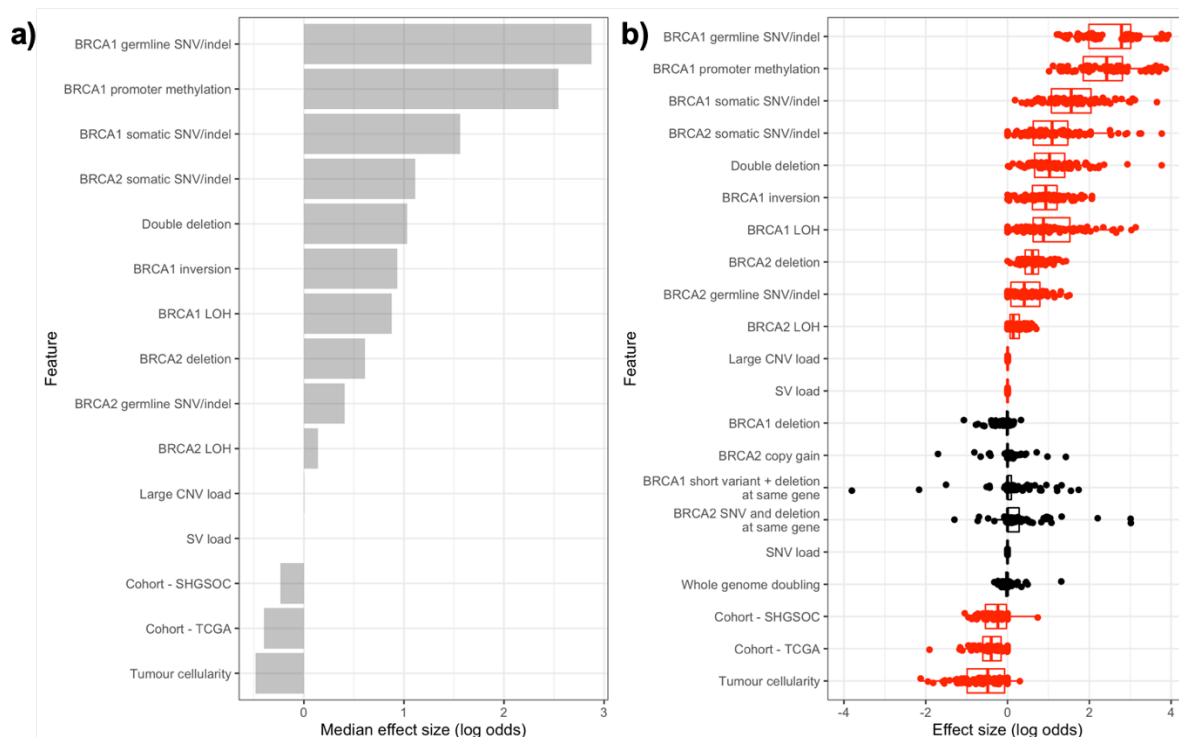 a)
Feature
BRCA1 germline SNV/indel
BRCA1 promoter methylation
BRCA1 somatic SNV/indel
BRCA2 somatic SNV/indel
Double deletion
BRCA1 inversion
BRCA1 LOH
BRCA2 deletion
BRCA2 germline SNV/indel
BRCA2 LOH
Large CNV load
SV load
Cohort - SHGSOC
Cohort - TCGA
Tumour cellularity
0 1 2 3
Median effect size (log odds)
b)
Feature
BRCA1 germline SNV/indel
BRCA1 promoter methylation
BRCA1 somatic SNV/indel
BRCA2 somatic SNV/indel
Double deletion
BRCA1 inversion
BRCA1 LOH
BRCA2 deletion
BRCA2 germline SNV/indel
BRCA2 LOH
Large CNV load
SV load
BRCA1 deletion
BRCA2 copy gain
BRCA1 short variant + deletion
at same gene
BRCA2 SNV and deletion
at same gene
SNV load
Whole genome doubling
Cohort - SHGSOC
Cohort - TCGA
Tumour cellularity
-4 -2 0 2 4
Effect size (log odds)